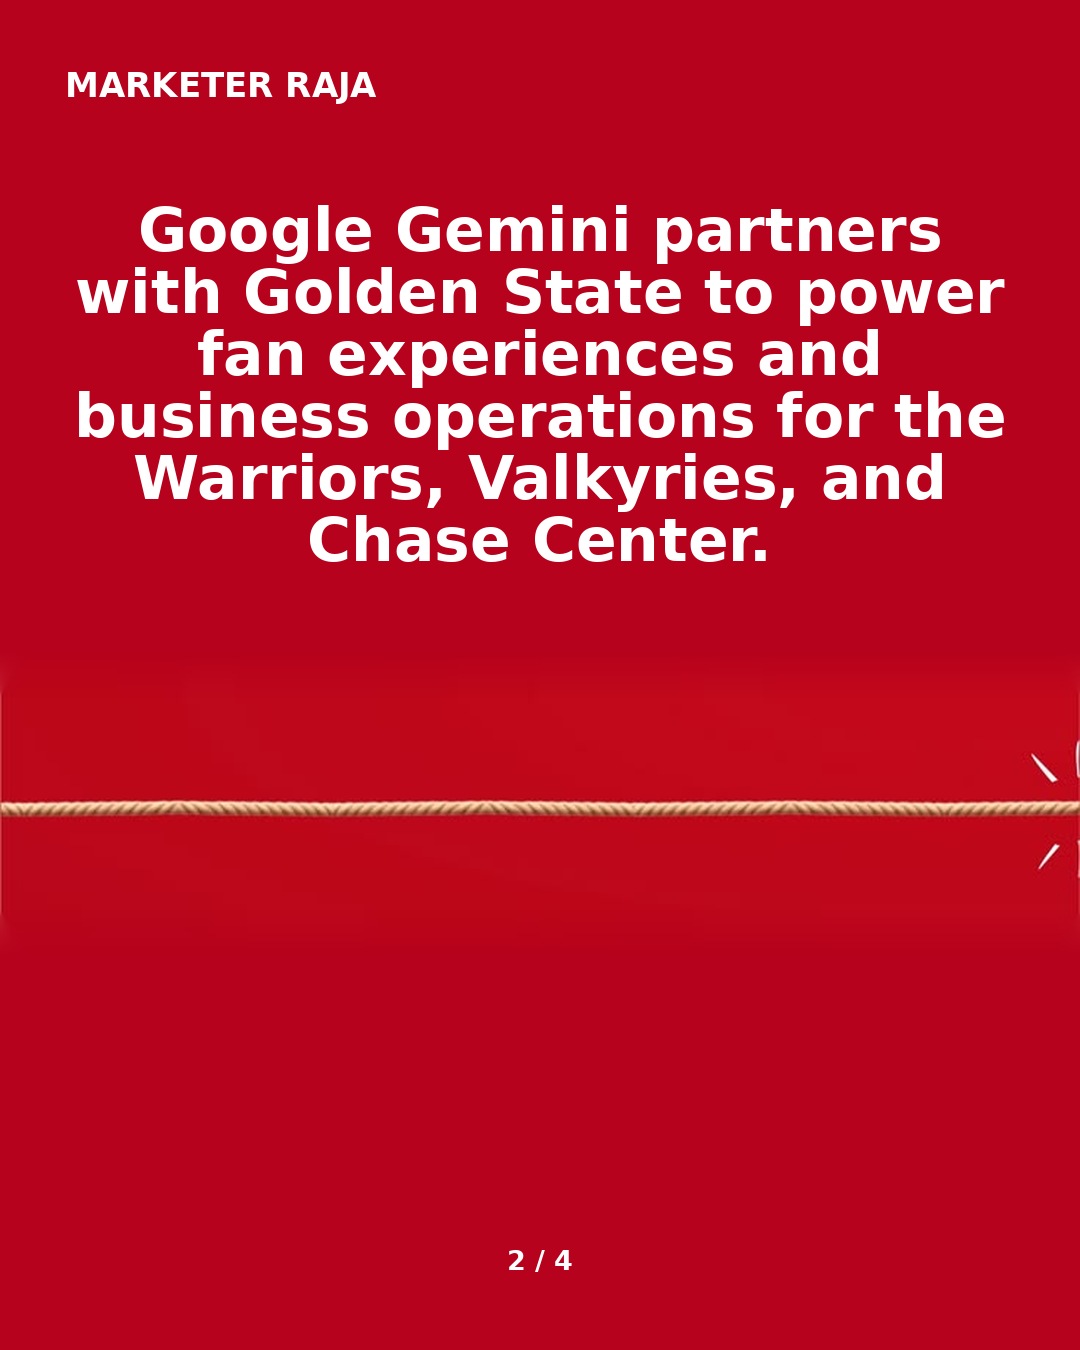 MARKETER RAJA
Google Gemini partners
with Golden State to power
fan experiences and
business operations for the
Warriors, Valkyries, and
Chase Center.
2 / 4